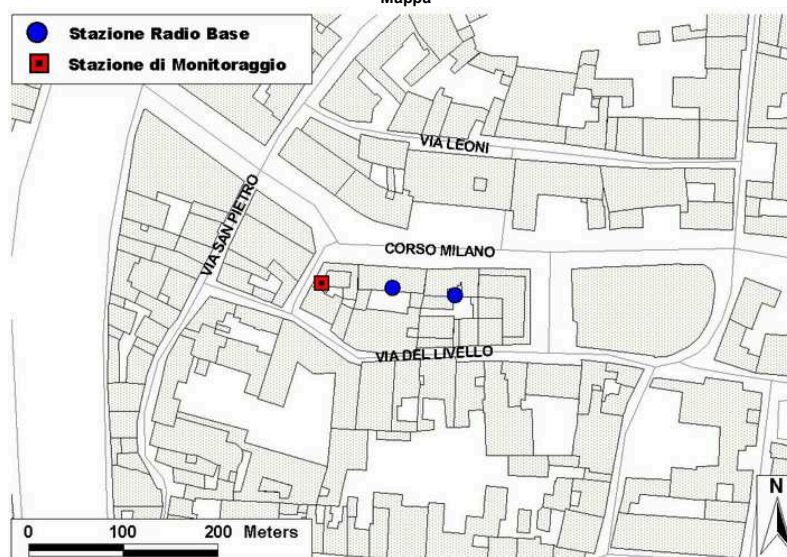 Mappa
Stazione Radio Base
Stazione di Monitoraggio
VIA LEONI
VIA SAN PIETRO
CORSO MILANO
VIA DEL LIVELLO
N
0 100 200 Meters